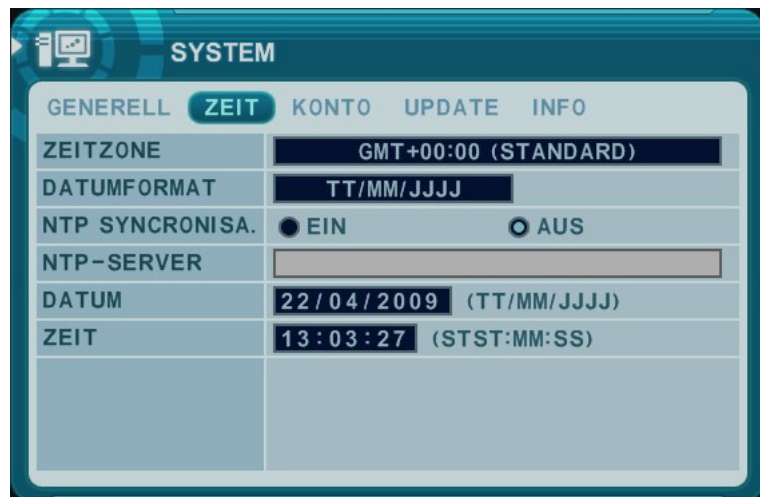 SYSTEM
GENERELL ZEIT KONTO UPDATE INFO
ZEITZONE GMT+00:00 (STANDARD)
DATUMFORMAT TT/MM/JJJJ
NTP SYNCRONISA. EIN AUS
NTP-SERVER
DATUM 22/04/2009 (TT/MM/JJJJ)
ZEIT 13:03:27 (STST:MM:SS)